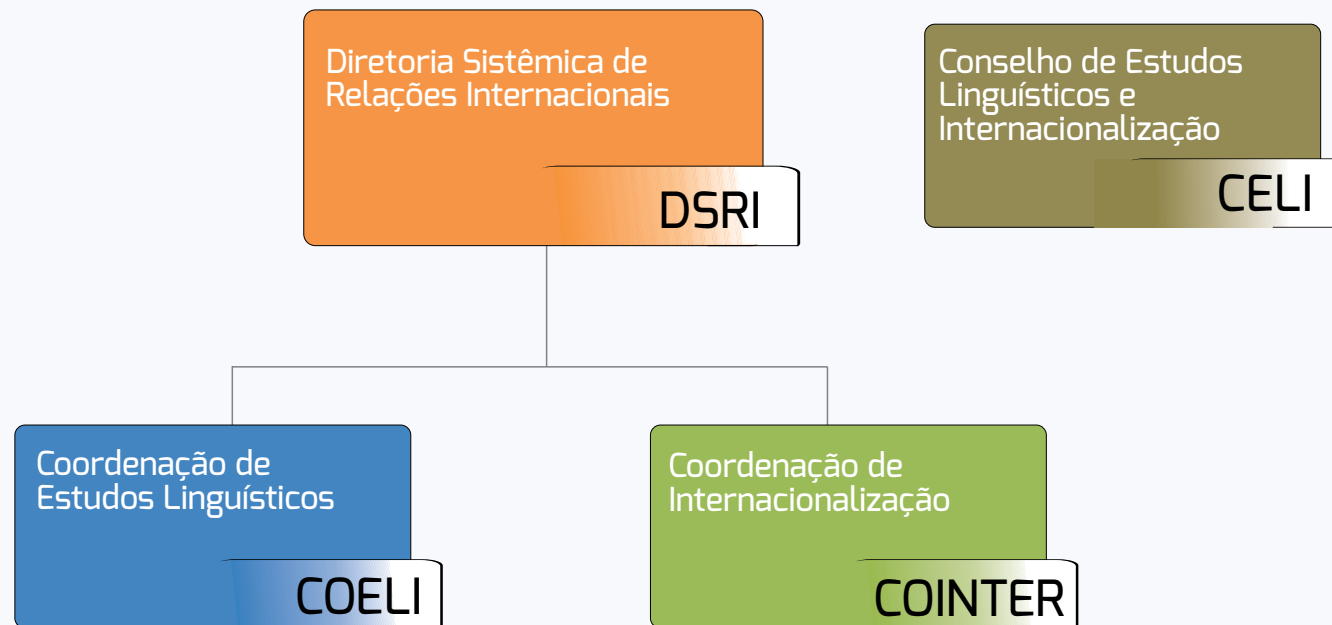 Diretoria Sistêmica de
Relações Internacionais
DSRI
Conselho de Estudos
Linguísticos e
Internacionalização
CELI
Coordenação de
Estudos Linguísticos
COELI
Coordenação de
Internacionalização
COINTER